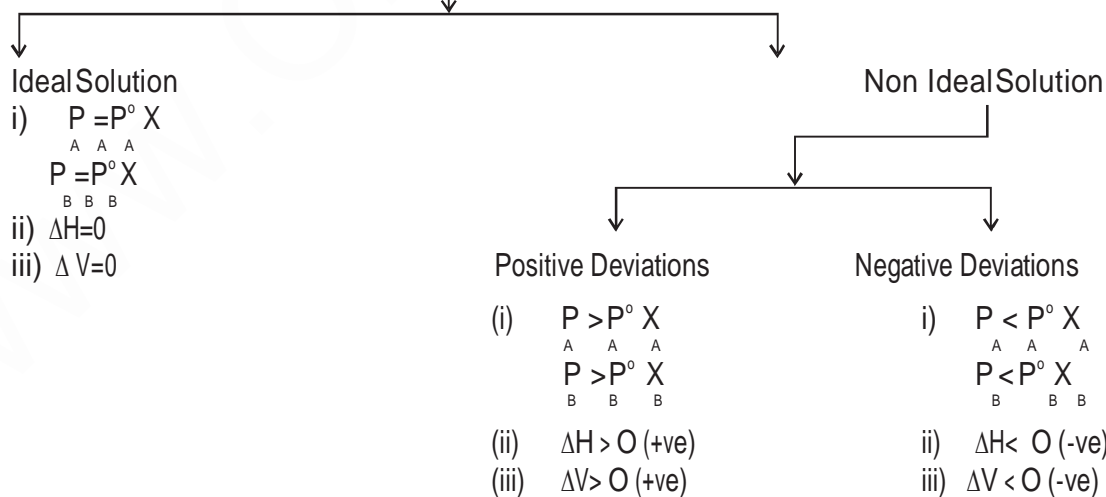 Ideal Solution
i) P =P° X
A A A
P =P° X
B B B
ii) ΔH=0
iii) Δ V=0
Non Ideal Solution
Positive Deviations
(i) P >P° X
A A A
P >P° X
B B B
(ii) ΔH > O (+ve)
(iii) ΔV> O (+ve)
Negative Deviations
i) P < P° X
A A A
P < P° X
B B B
ii) ΔH< O (-ve)
iii) ΔV < O (-ve)